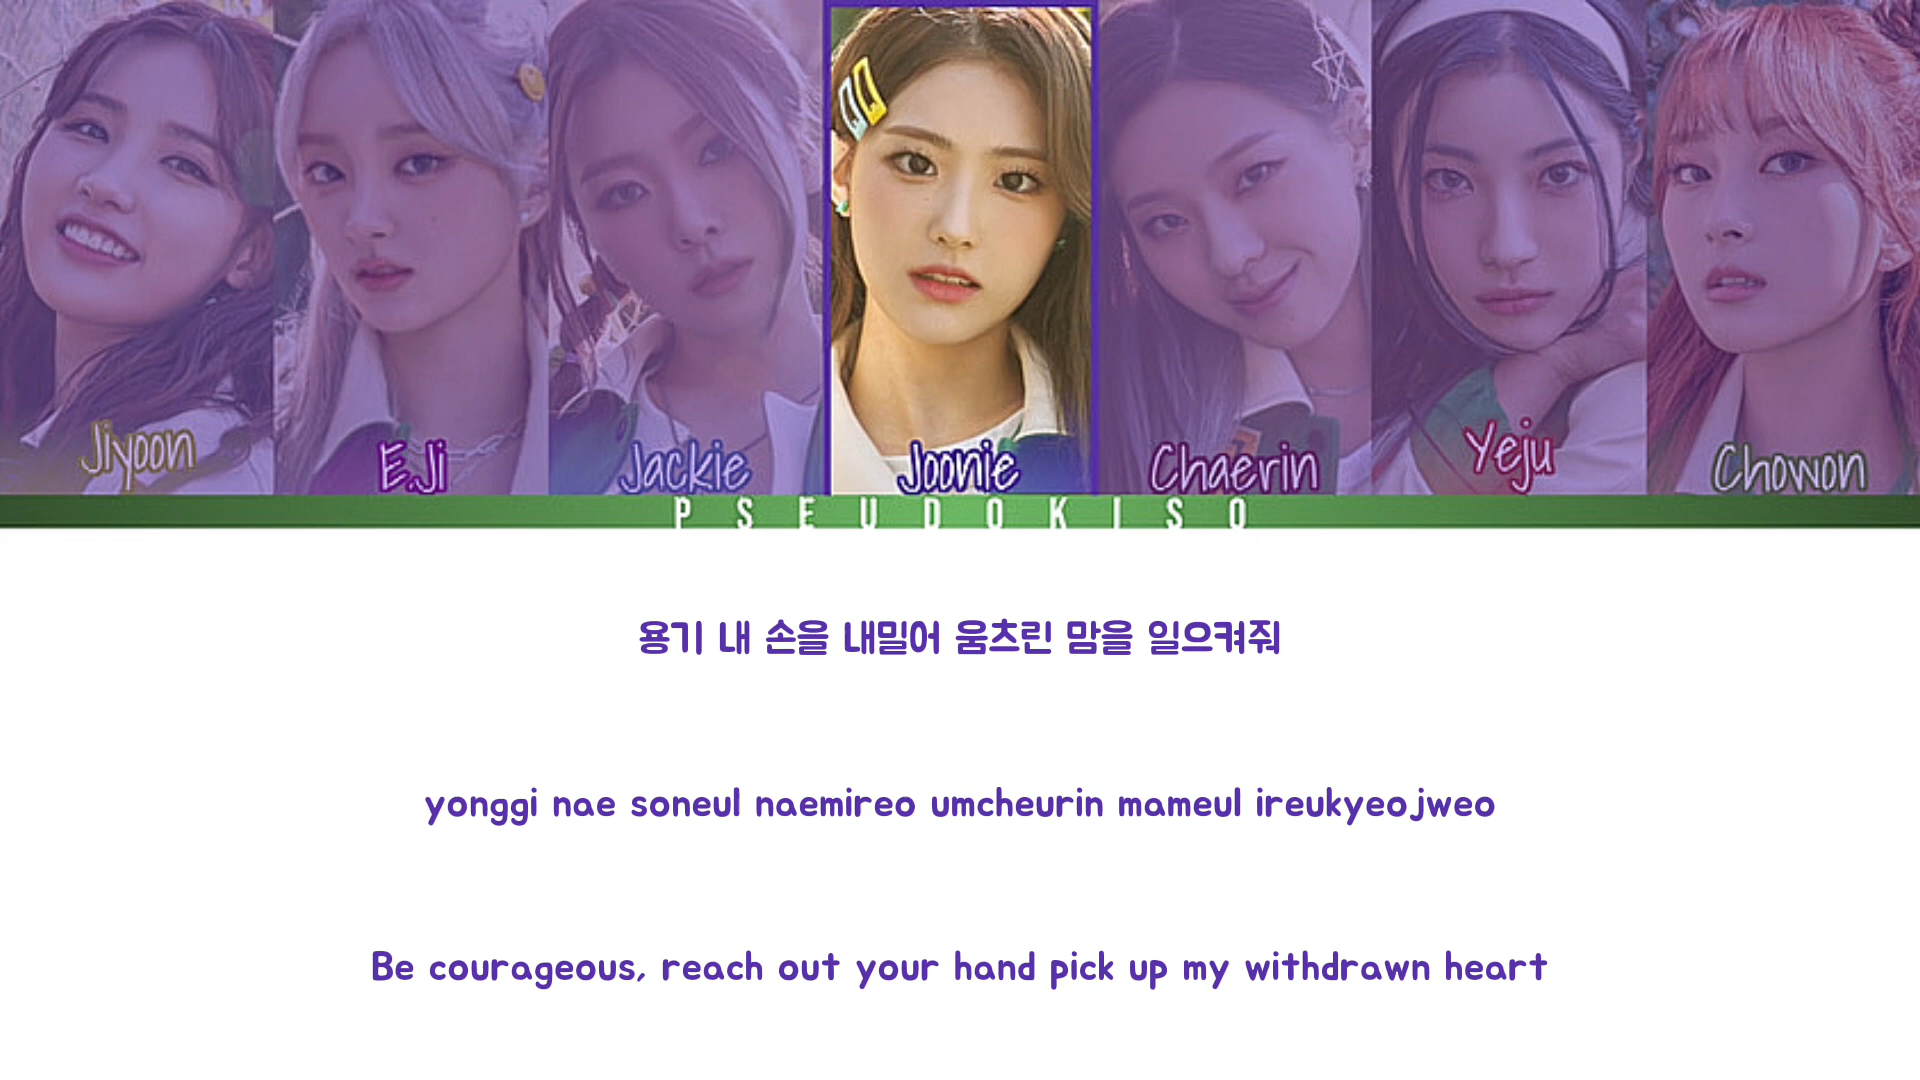 Jiyoon E.Ji Jackie Joonie Chaerin Yeju Chowon
PSEUDOKISO
용기 내 손을 내밀어 움츠린 맘을 일으켜줘
yonggi nae soneul naemireo umcheurin mameul ireukyeojweo
Be courageous, reach out your hand pick up my withdrawn heart